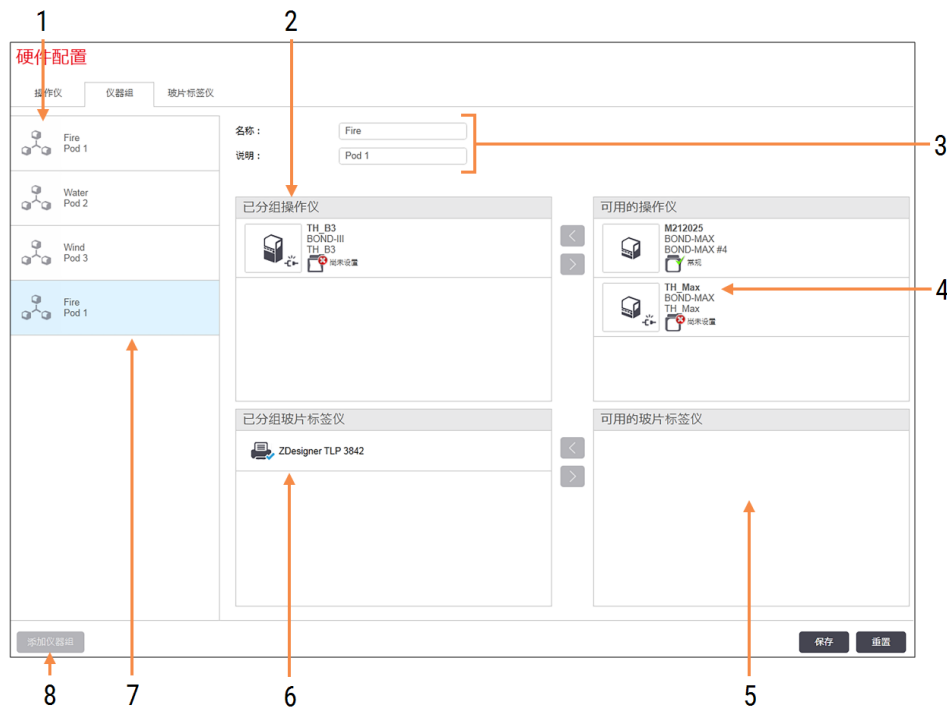 1
2
硬件配置
操作仪
仪器组
玻片标签仪
Fire
Pod 1
Water
Pod 2
Wind
Pod 3
Fire
Pod 1
名称：
Fire
说明：
Pod 1
3
已分组操作仪
TH_B3
BOND-III
TH_B3
尚未设置
<
>
可用的操作仪
M212025
BOND-MAX
BOND-MAX #4
常规
TH_Max
BOND-MAX
TH_Max
尚未设置
4
已分组玻片标签仪
ZDesigner TLP 3842
<
>
可用的玻片标签仪
添加仪器组
保存
重置
8
7
6
5